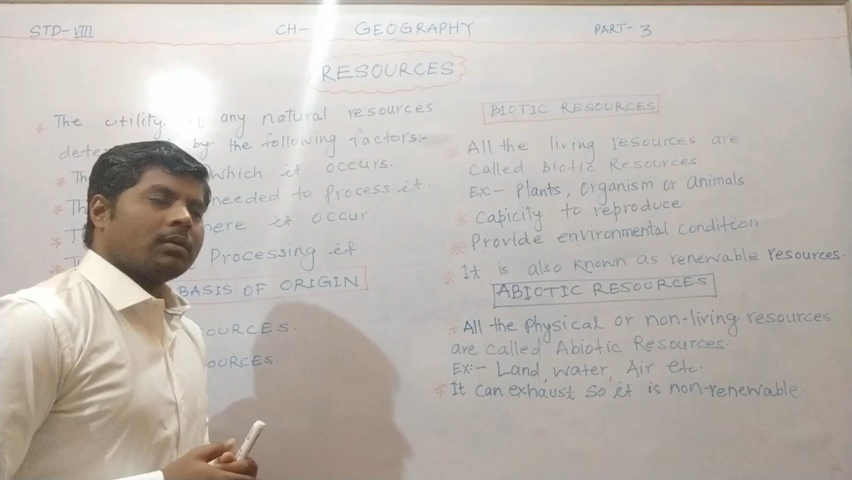 STD-VIII CH- GEOGRAPHY PART-3
RESOURCES
* The utility any natural resources
by the following factors:-
* which it occurs.
* needed to Process it.
* here it occur.
* Processing it
BASIS OF ORIGIN
OURCES.
OURCES.
BIOTIC RESOURCES
* All the living resources are
called biotic Resources.
Ex:- Plants, Organism or animals
* Capicity to reproduce.
* Provide environmental condition
* It is also known as renewable resources.
ABIOTIC RESOURCES
* All the Physical or non-living resources
are called Abiotic Resources.
Ex:- Land, water, Air etc.
* It can exhaust so it is non-renewable.